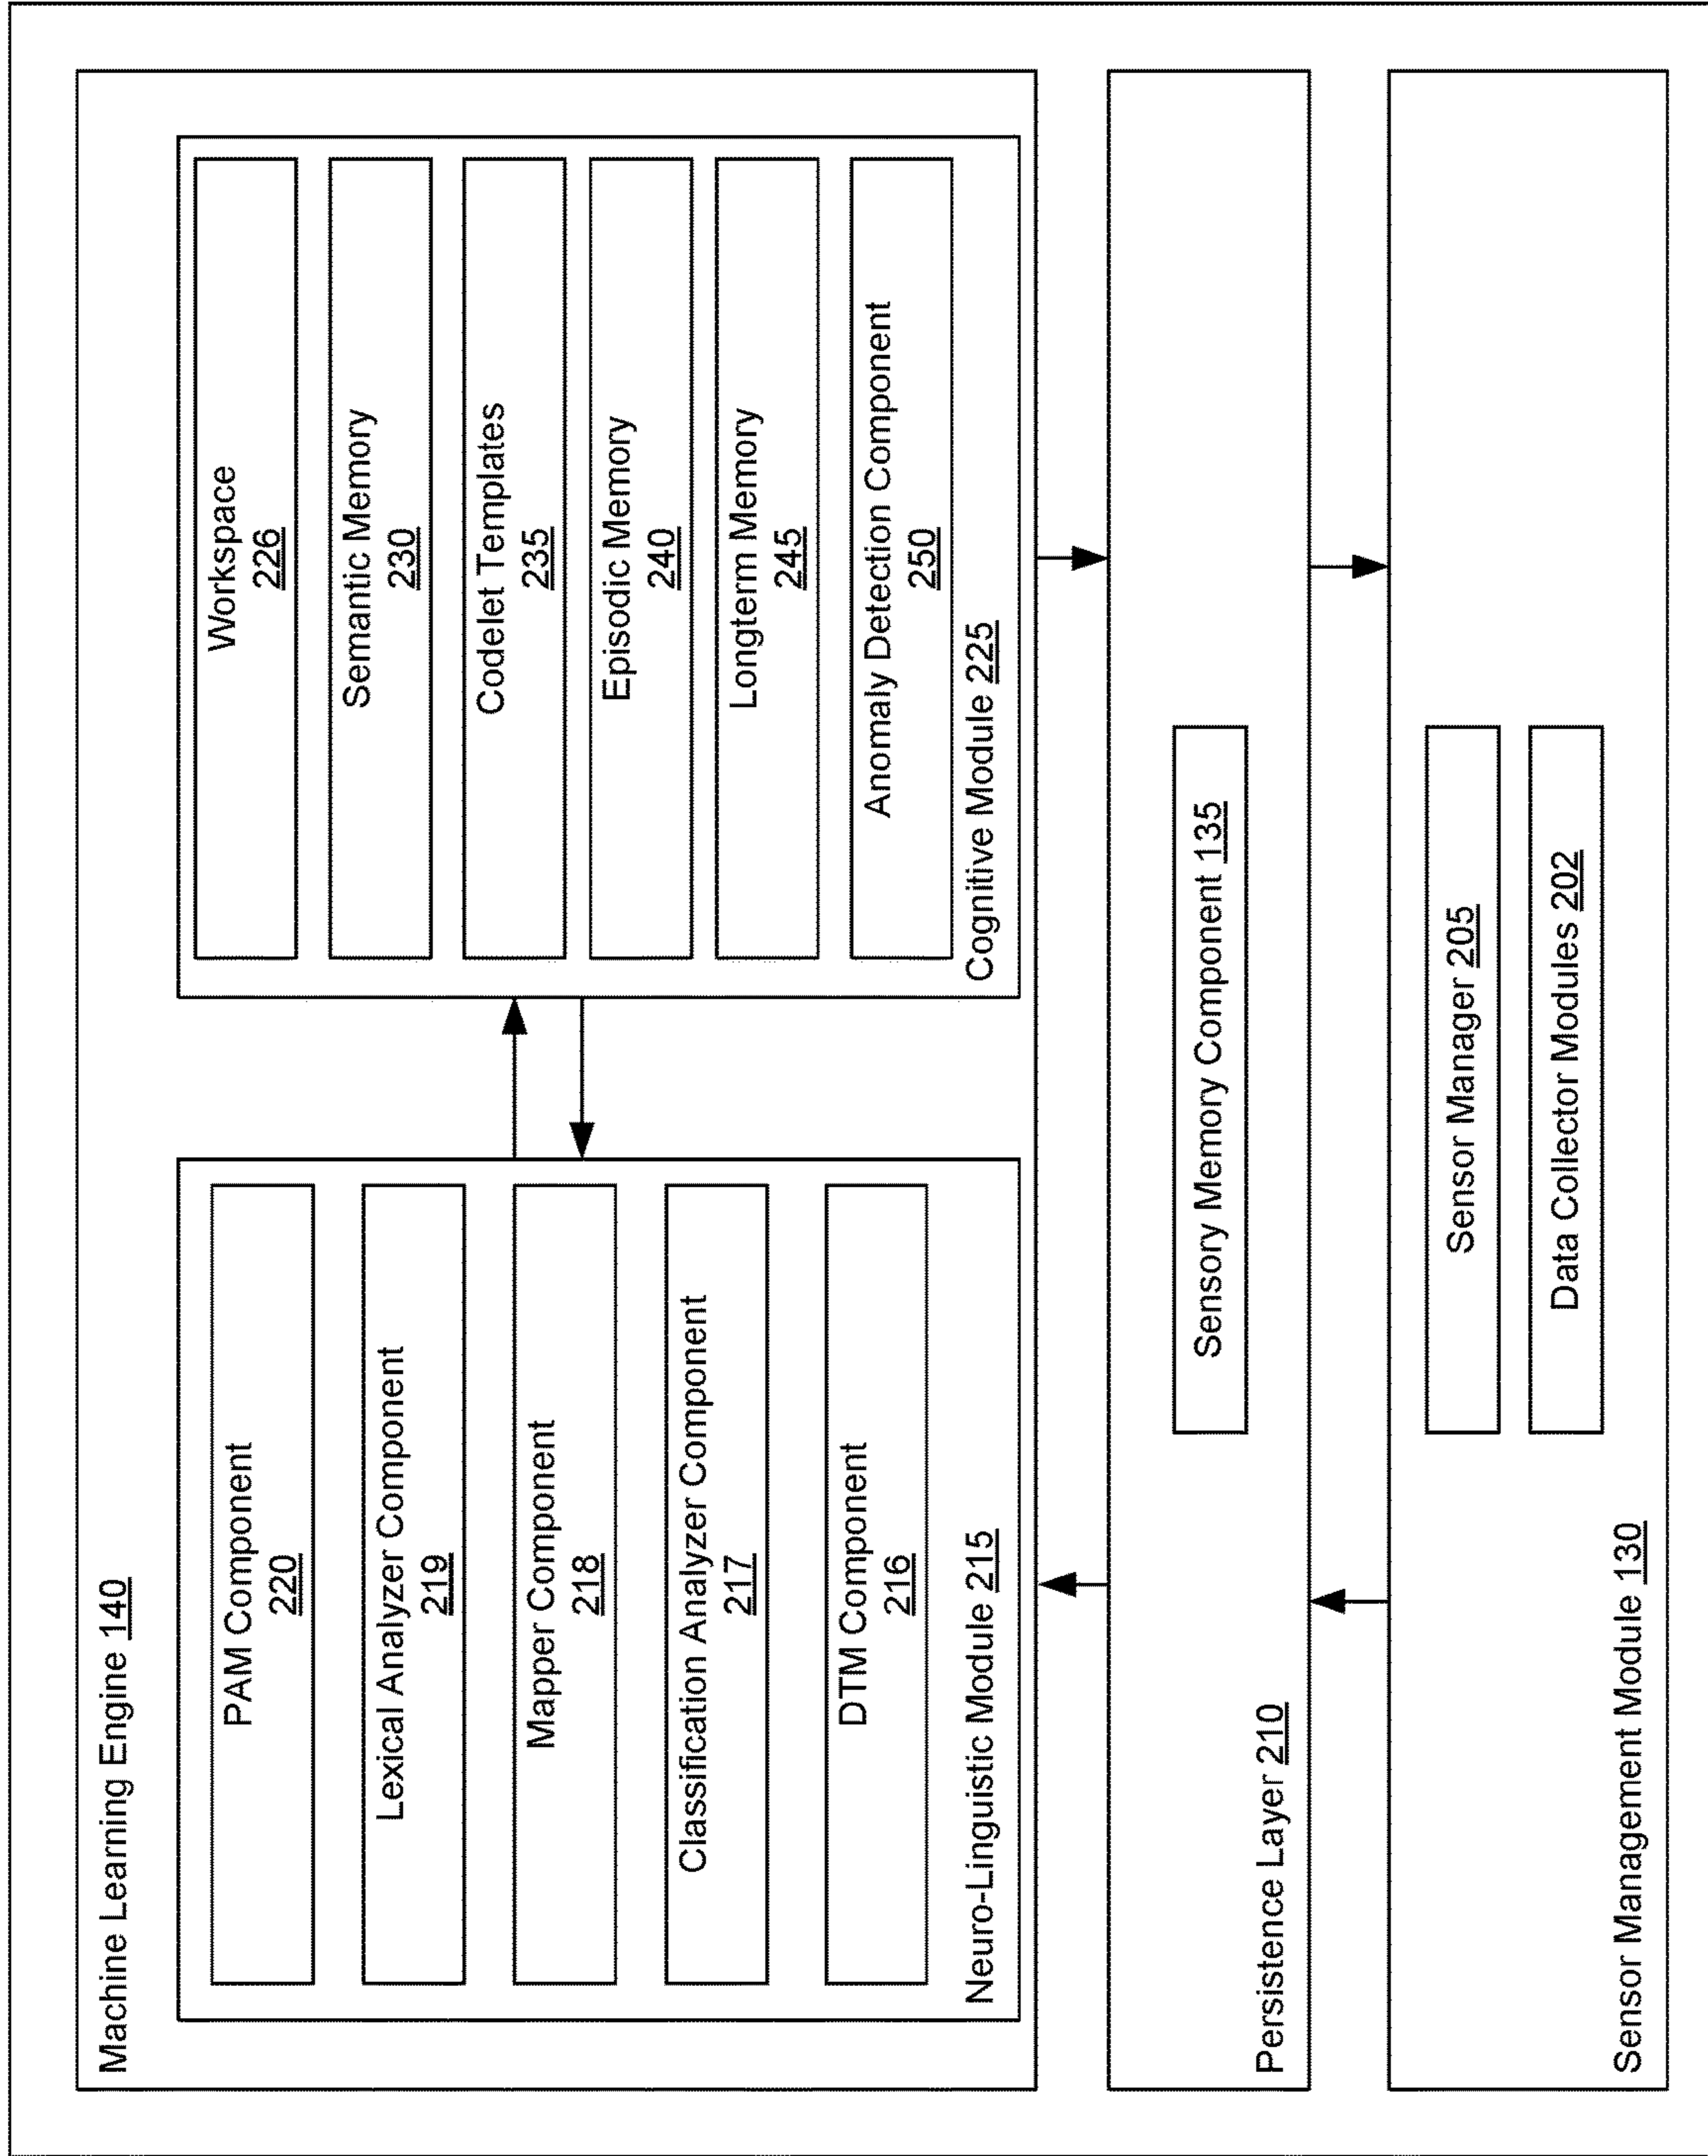 Machine Learning Engine 140
PAM Component
220
Lexical Analyzer Component
219
Mapper Component
218
Classification Analyzer Component
217
DTM Component
216
Neuro-Linguistic Module 215
Workspace
226
Semantic Memory
230
Codelet Templates
235
Episodic Memory
240
Longterm Memory
245
Anomaly Detection Component
250
Cognitive Module 225
Sensory Memory Component 135
Persistence Layer 210
Sensor Manager 205
Data Collector Modules 202
Sensor Management Module 130